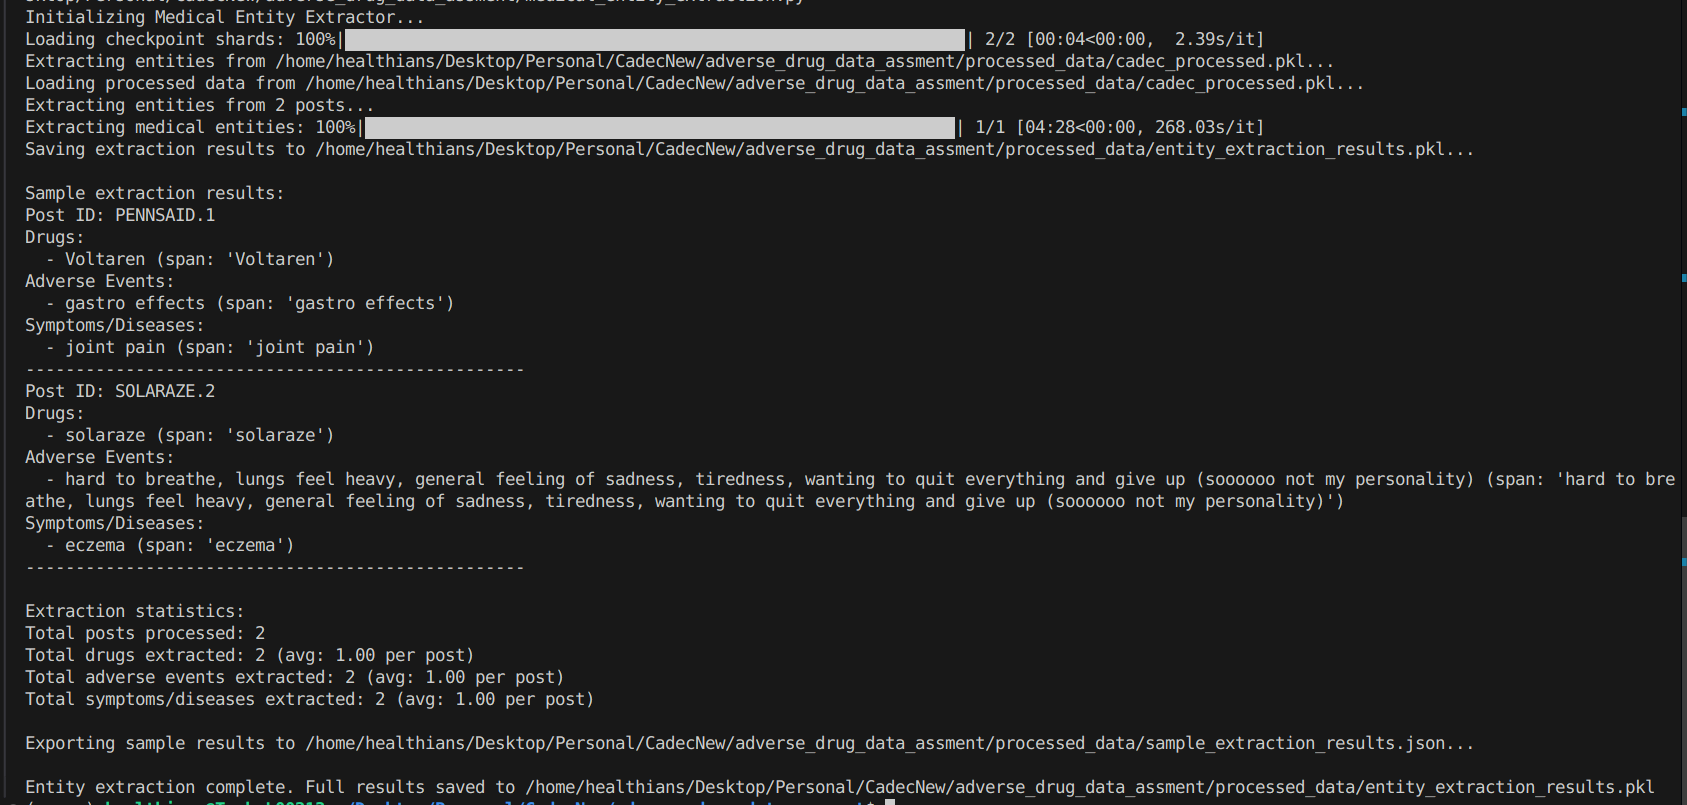 Initializing Medical Entity Extractor...
Loading checkpoint shards: 100%| | 2/2 [00:04<00:00,  2.39s/it]
Extracting entities from /home/healthians/Desktop/Personal/CadecNew/adverse_drug_data_assment/processed_data/cadec_processed.pkl...
Loading processed data from /home/healthians/Desktop/Personal/CadecNew/adverse_drug_data_assment/processed_data/cadec_processed.pkl...
Extracting entities from 2 posts...
Extracting medical entities: 100%| | 1/1 [04:28<00:00, 268.03s/it]
Saving extraction results to /home/healthians/Desktop/Personal/CadecNew/adverse_drug_data_assment/processed_data/entity_extraction_results.pkl...
Sample extraction results:
Post ID: PENNSAID.1
Drugs:
  - Voltaren (span: 'Voltaren')
Adverse Events:
  - gastro effects (span: 'gastro effects')
Symptoms/Diseases:
  - joint pain (span: 'joint pain')
--------------------------------------------------
Post ID: SOLARAZE.2
Drugs:
  - solaraze (span: 'solaraze')
Adverse Events:
  - hard to breathe, lungs feel heavy, general feeling of sadness, tiredness, wanting to quit everything and give up (soooooo not my personality) (span: 'hard to bre
athe, lungs feel heavy, general feeling of sadness, tiredness, wanting to quit everything and give up (soooooo not my personality)')
Symptoms/Diseases:
  - eczema (span: 'eczema')
--------------------------------------------------
Extraction statistics:
Total posts processed: 2
Total drugs extracted: 2 (avg: 1.00 per post)
Total adverse events extracted: 2 (avg: 1.00 per post)
Total symptoms/diseases extracted: 2 (avg: 1.00 per post)
Exporting sample results to /home/healthians/Desktop/Personal/CadecNew/adverse_drug_data_assment/processed_data/sample_extraction_results.json...
Entity extraction complete. Full results saved to /home/healthians/Desktop/Personal/CadecNew/adverse_drug_data_assment/processed_data/entity_extraction_results.pkl